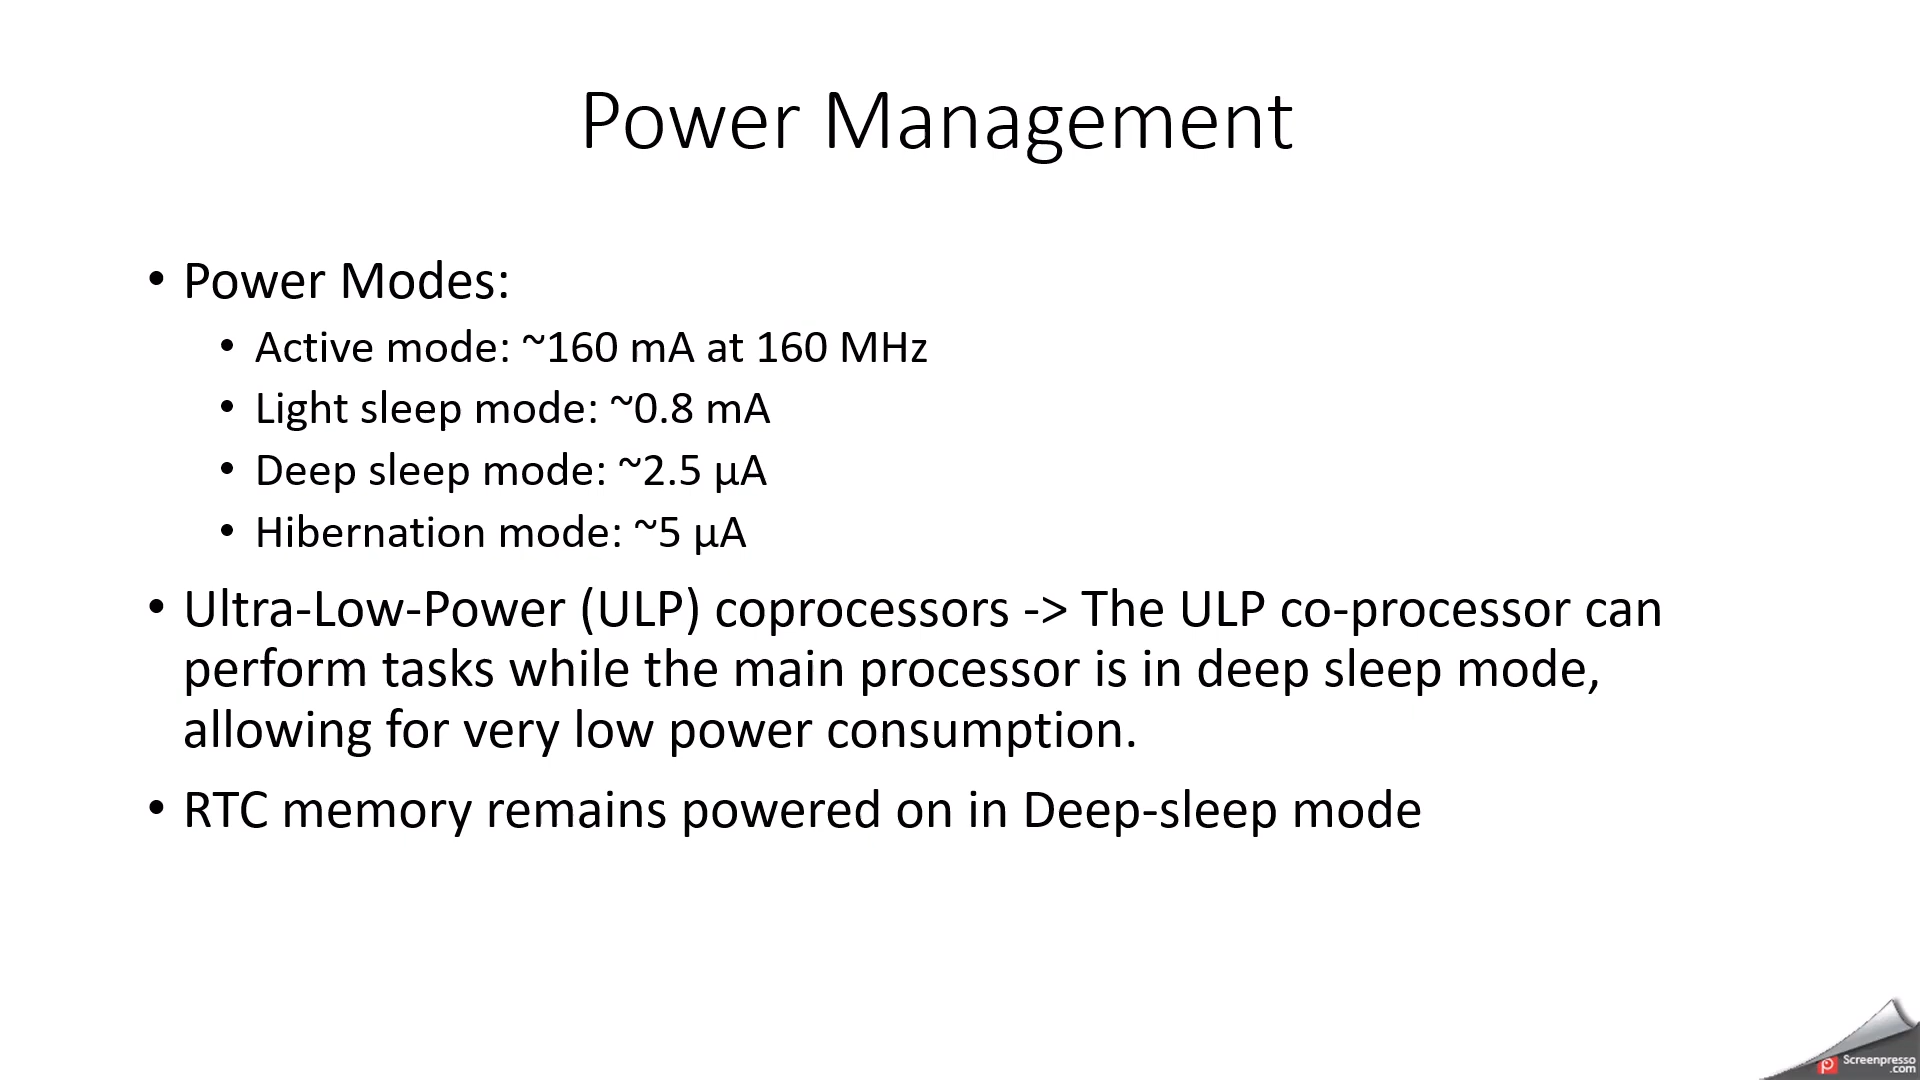 Power Management
• Power Modes:
• Active mode: ~160 mA at 160 MHz
• Light sleep mode: ~0.8 mA
• Deep sleep mode: ~2.5 µA
• Hibernation mode: ~5 µA
• Ultra-Low-Power (ULP) coprocessors -> The ULP co-processor can
perform tasks while the main processor is in deep sleep mode,
allowing for very low power consumption.
• RTC memory remains powered on in Deep-sleep mode
Screenpresso
.com